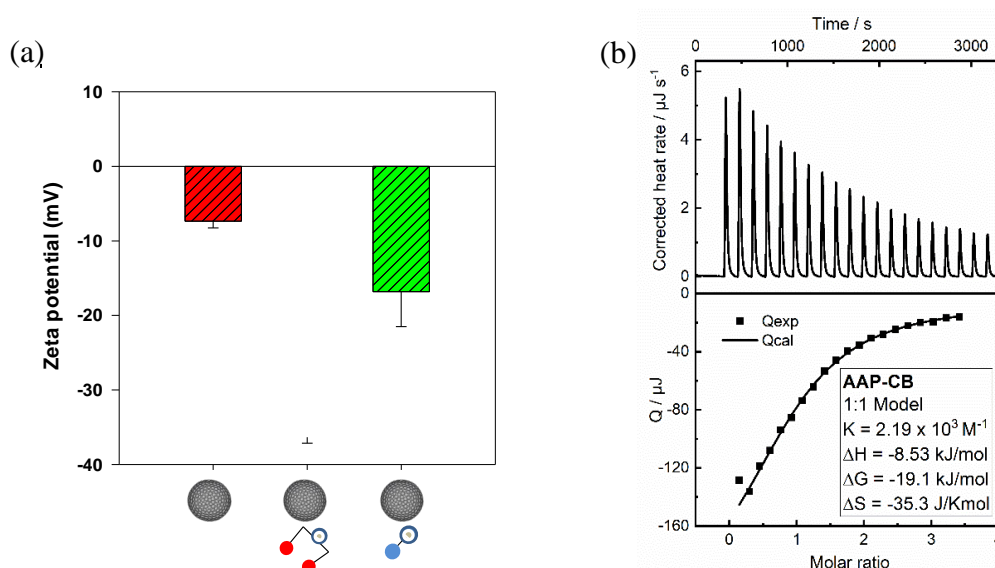 (a)
Zeta potential (mV)
10
0
-10
-20
-30
-40
(b)
Time / s
0 1000 2000 3000
Corrected heat rate / µJ s⁻¹
6
4
2
0
Q / µJ
0
-40
-80
-120
-160
Qexp
Qcal
AAP-CB
1:1 Model
K = 2.19 x 10³ M⁻¹
ΔH = -8.53 kJ/mol
ΔG = -19.1 kJ/mol
ΔS = -35.3 J/Kmol
0 1 2 3
Molar ratio